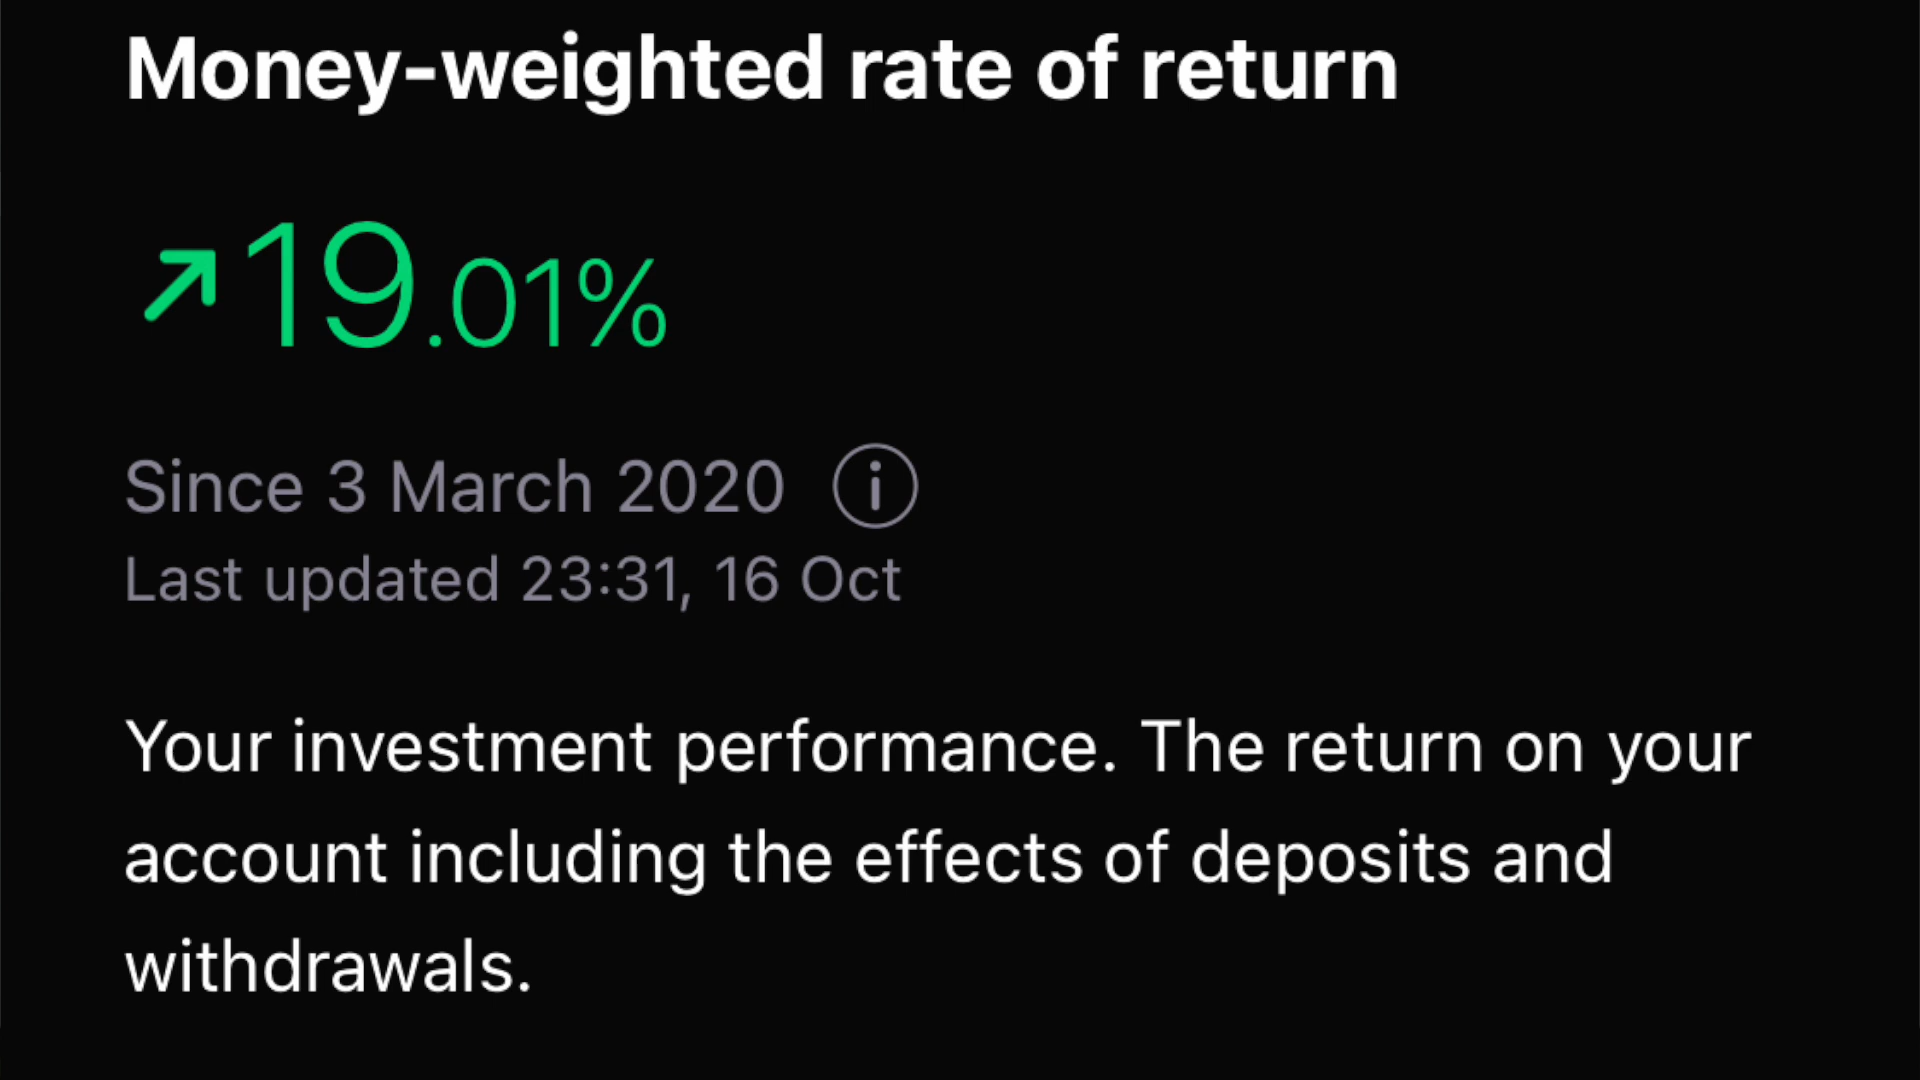 Money-weighted rate of return
19.01%
Since 3 March 2020 i
Last updated 23:31, 16 Oct
Your investment performance. The return on your
account including the effects of deposits and
withdrawals.